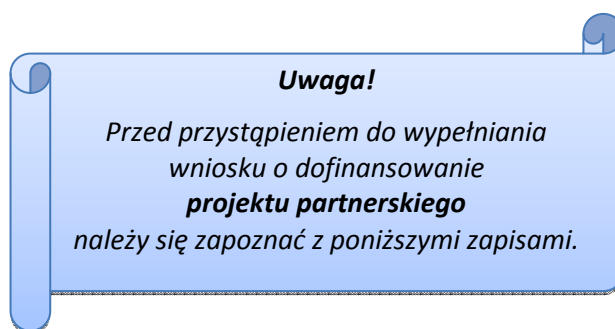 Uwaga!
Przed przystąpieniem do wypełniania
wniosku o dofinansowanie
projektu partnerskiego
należy się zapoznać z poniższymi zapisami.